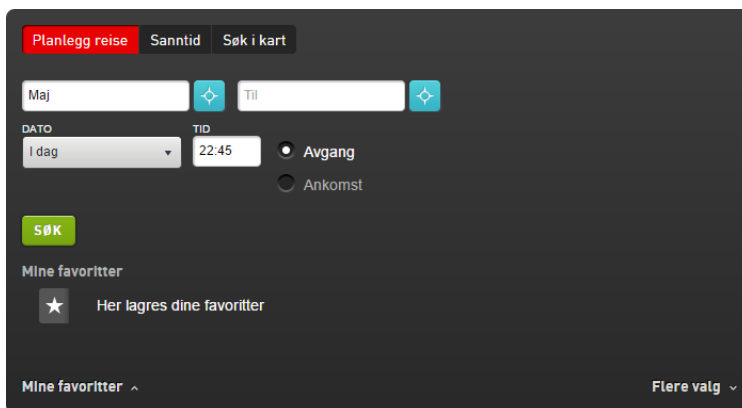 Planlegg reise Sanntid Søk i kart
Maj Til
DATO TID
I dag 22:45 Avgang
Ankomst
SØK
Mine favoritter
Her lagres dine favoritter
Mine favoritter Flere valg